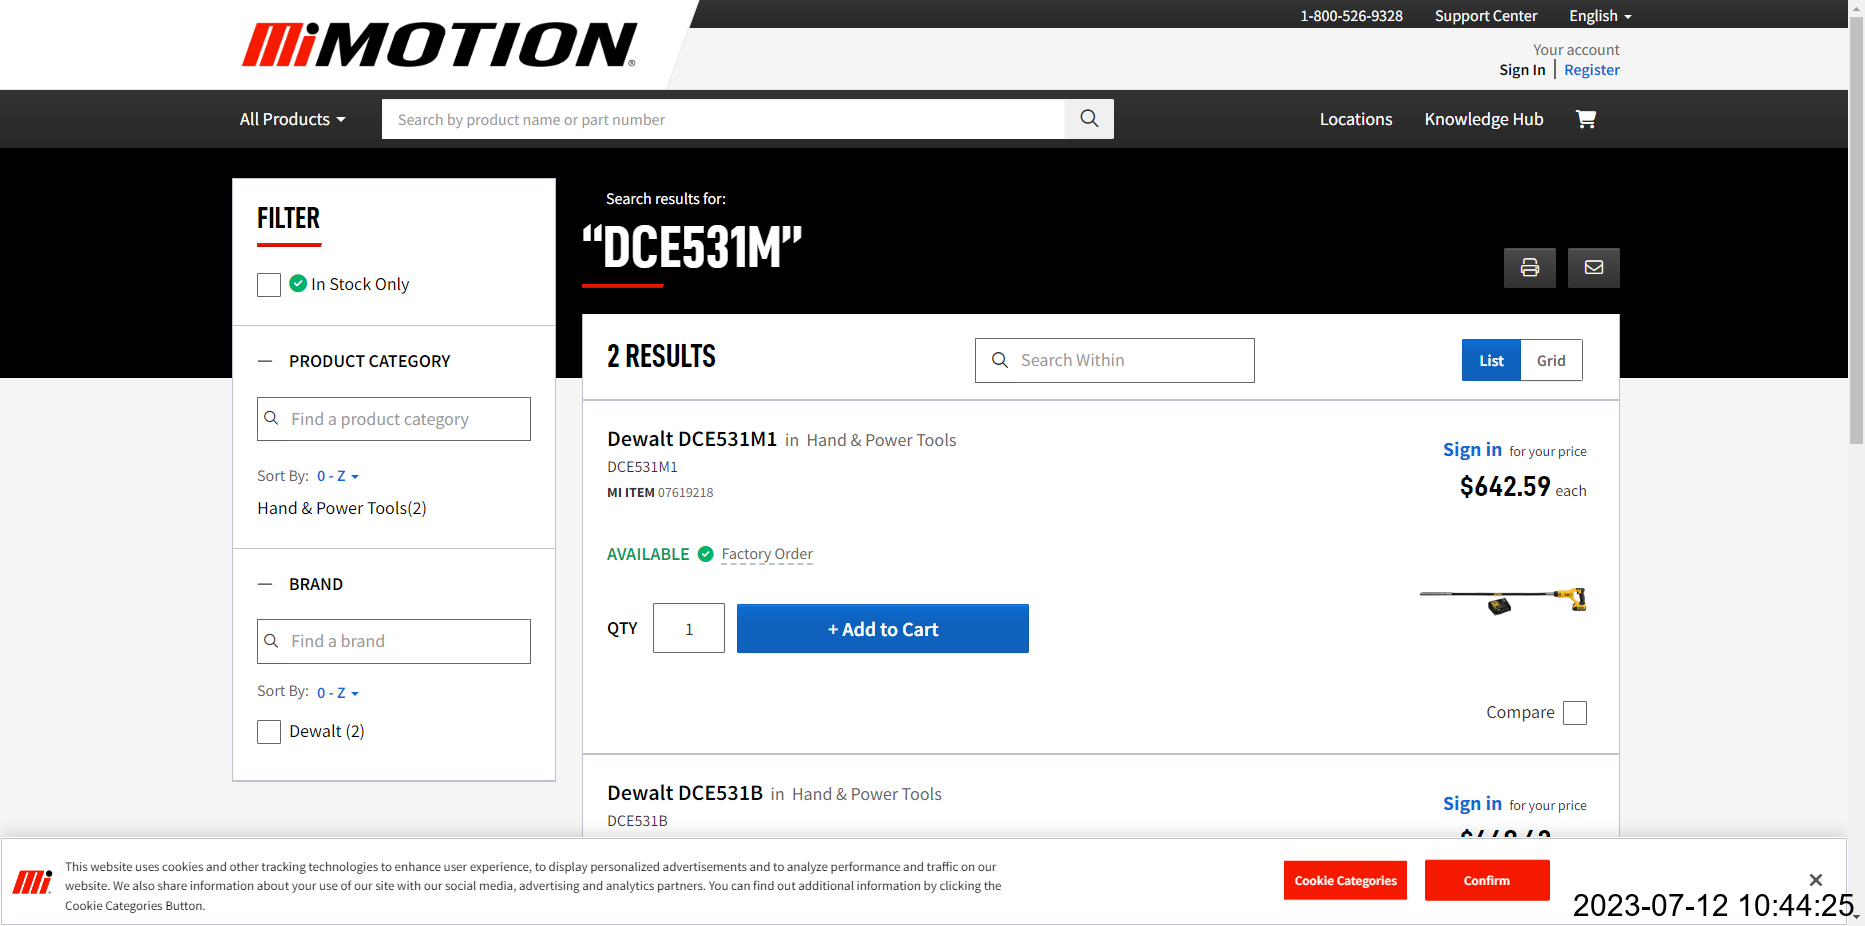 MiMOTION®
1-800-526-9328 Support Center English
Your account
Sign In Register
All Products Search by product name or part number Locations Knowledge Hub
FILTER
In Stock Only
PRODUCT CATEGORY
Find a product category
Sort By: 0 - Z
Hand & Power Tools(2)
BRAND
Find a brand
Sort By: 0 - Z
Dewalt (2)
Search results for:
“DCE531M”
2 RESULTS Search Within List Grid
Dewalt DCE531M1 in Hand & Power Tools
DCE531M1
MI ITEM 07619218
Sign in for your price
$642.59 each
AVAILABLE Factory Order
QTY 1 + Add to Cart
Compare
Dewalt DCE531B in Hand & Power Tools
DCE531B
Sign in for your price
This website uses cookies and other tracking technologies to enhance user experience, to display personalized advertisements and to analyze performance and traffic on our
website. We also share information about your use of our site with our social media, advertising and analytics partners. You can find out additional information by clicking the
Cookie Categories Button.
Cookie Categories Confirm
2023-07-12 10:44:25